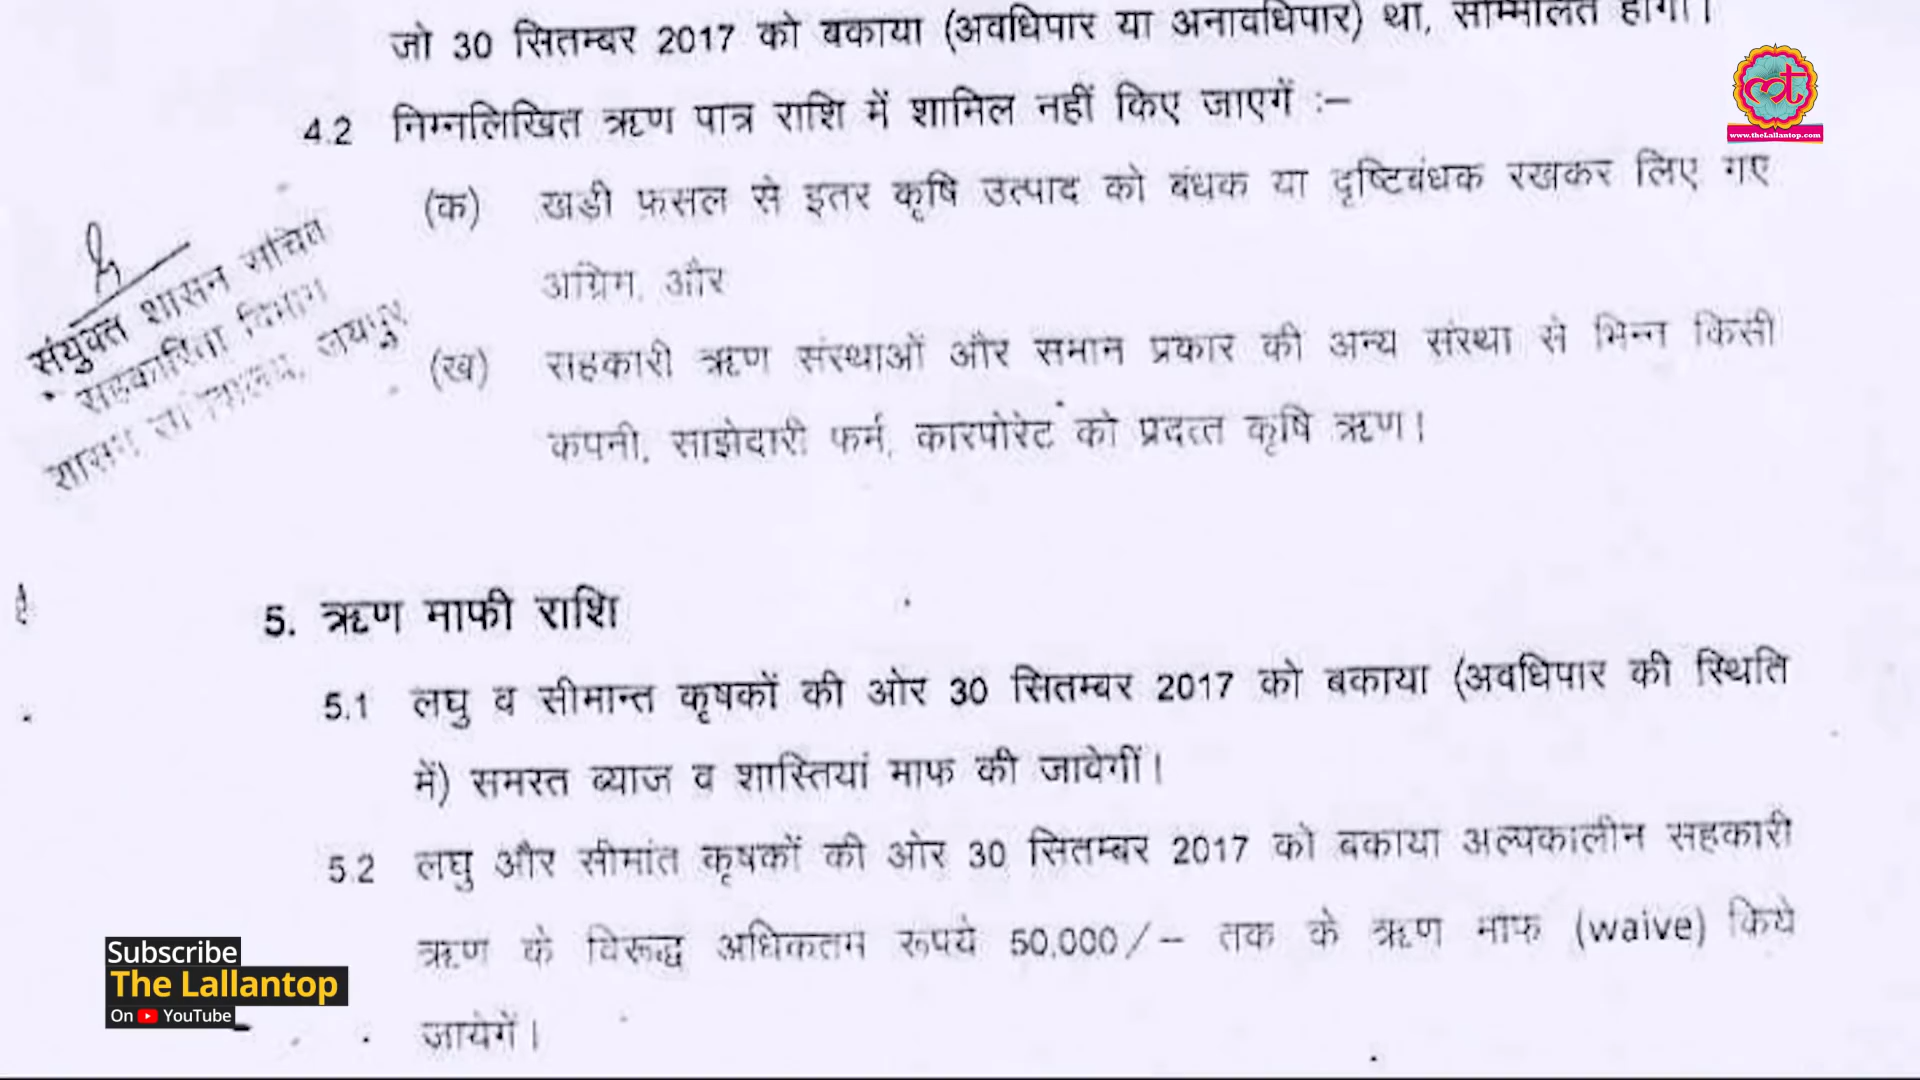 जो 30 सितम्बर 2017 को बकाया (अवधिपार या अनावधिपार) था, सम्मिलित होगा।
4.2 निम्नलिखित ऋण पात्र राशि में शामिल नहीं किए जाएगें :–
(क) खडी फसल से इतर कृषि उत्पाद को बंधक या दृष्टिबंधक रखकर लिए गए
अग्रिम, और
(ख) सहकारी ऋण संस्थाओं और समान प्रकार की अन्य संस्था से भिन्न किसी
कंपनी, साझेदारी फर्म, कारपोरेट को प्रदत्त कृषि ऋण।
संयुक्त शासन सचिव
सहकारिता विभाग
शासन जयपुर
5. ऋण माफी राशि
5.1 लघु व सीमान्त कृषकों की ओर 30 सितम्बर 2017 को बकाया (अवधिपार की स्थिति
में) समस्त ब्याज व शास्तियां माफ की जावेगीं।
5.2 लघु और सीमांत कृषकों की ओर 30 सितम्बर 2017 को बकाया अल्पकालीन सहकारी
ऋण के विरूद्ध अधिकतम रूपये 50,000/– तक के ऋण माफ (waive) किये
जायेगें।
www.theLallantop.com
Subscribe
The Lallantop
On YouTube